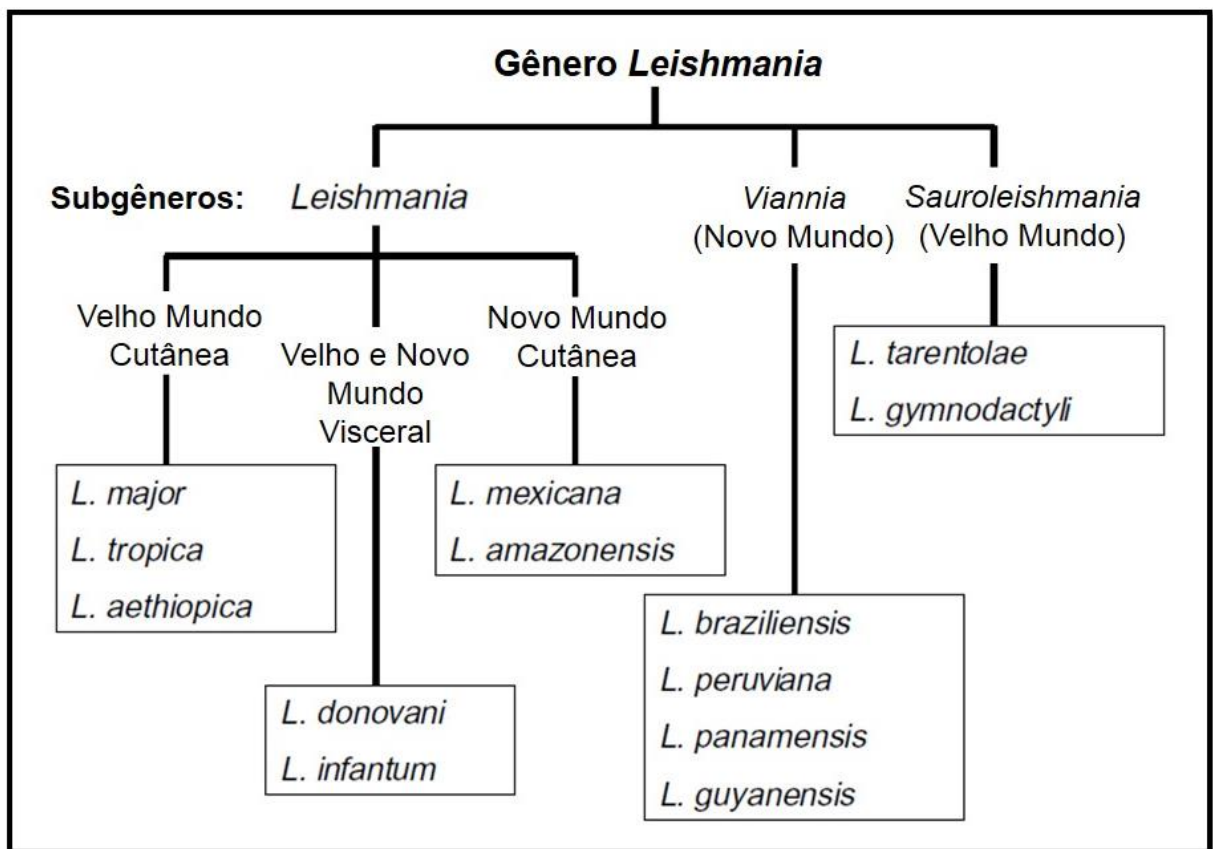 Gênero Leishmania
Subgêneros: Leishmania
Viannia
(Novo Mundo)
Sauroleishmania
(Velho Mundo)
Velho Mundo
Cutânea
Velho e Novo
Mundo
Visceral
Novo Mundo
Cutânea
L. tarentolae
L. gymnodactyli
L. major
L. tropica
L. aethiopica
L. mexicana
L. amazonensis
L. donovani
L. infantum
L. braziliensis
L. peruviana
L. panamensis
L. guyanensis